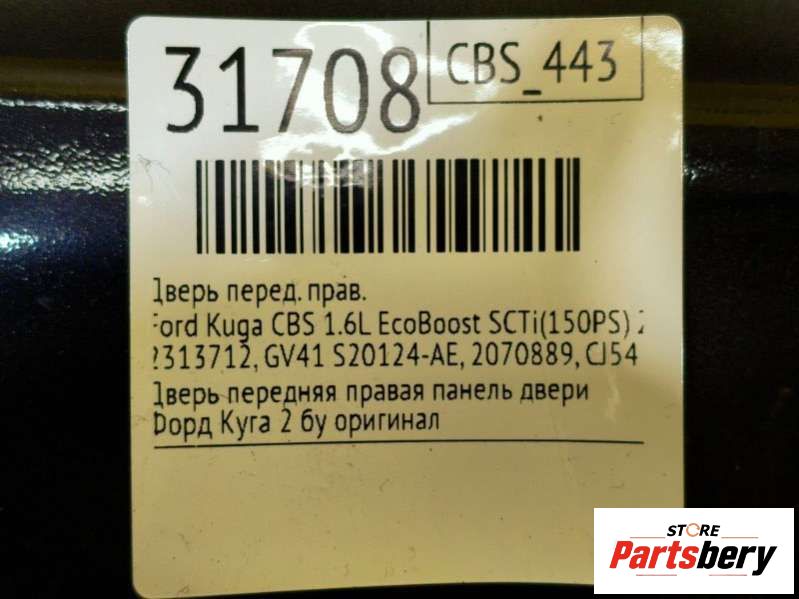 31708
CBS_443
Дверь перед. прав.
Ford Kuga CBS 1.6L EcoBoost SCTi(150PS) 2
2313712, GV41 S20124-AE, 2070889, CJ54
Дверь передняя правая панель двери
Форд Куга 2 бу оригинал
STORE
Partsbery